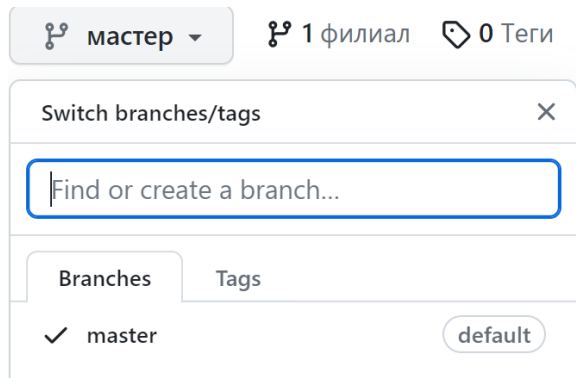 мастер 1 филиал 0 Теги
Switch branches/tags
Find or create a branch...
Branches Tags
master default